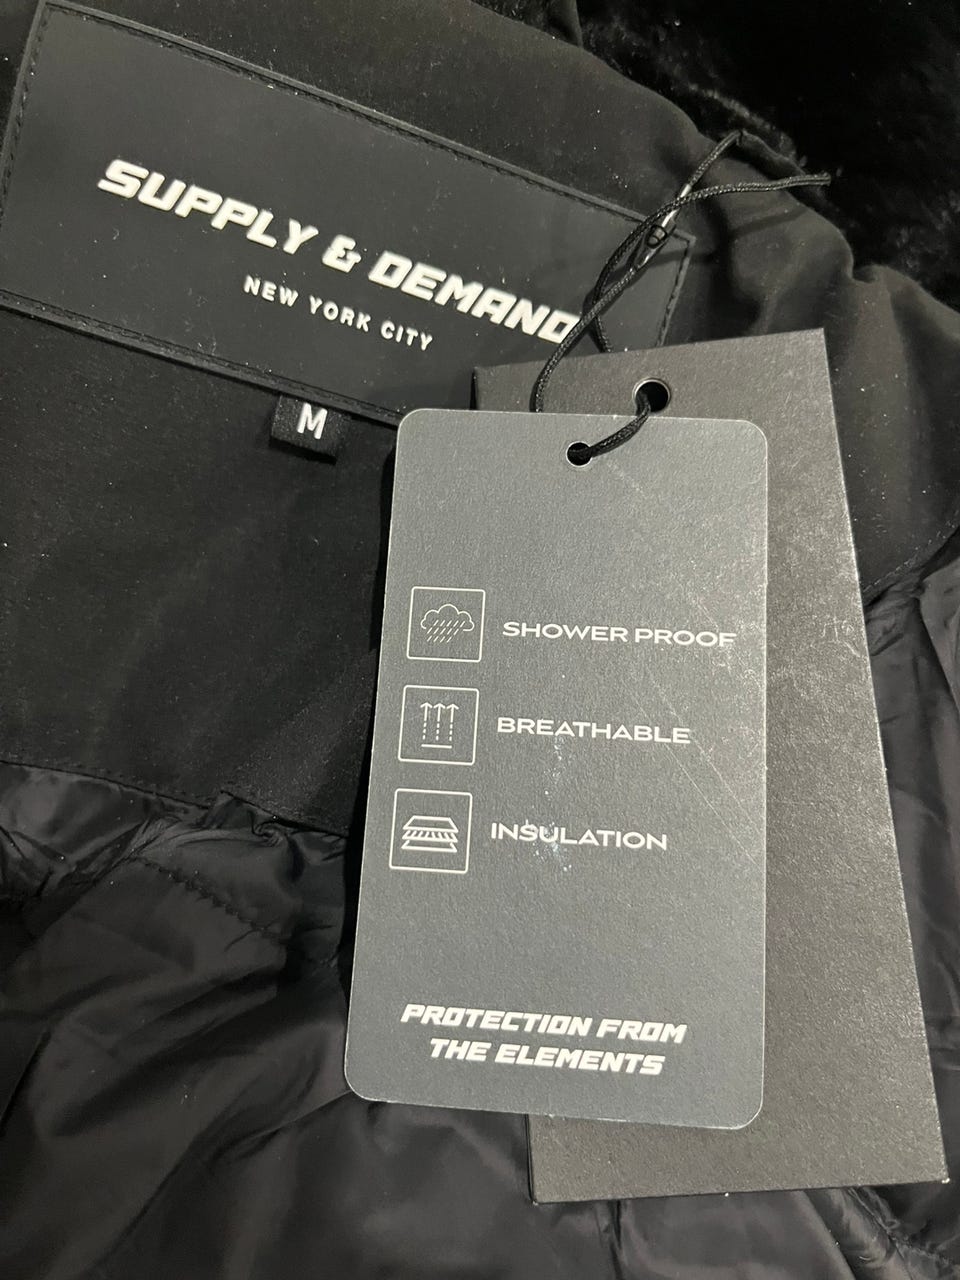 SUPPLY & DEMAND
NEW YORK CITY
M
SHOWER PROOF
BREATHABLE
INSULATION
PROTECTION FROM
THE ELEMENTS